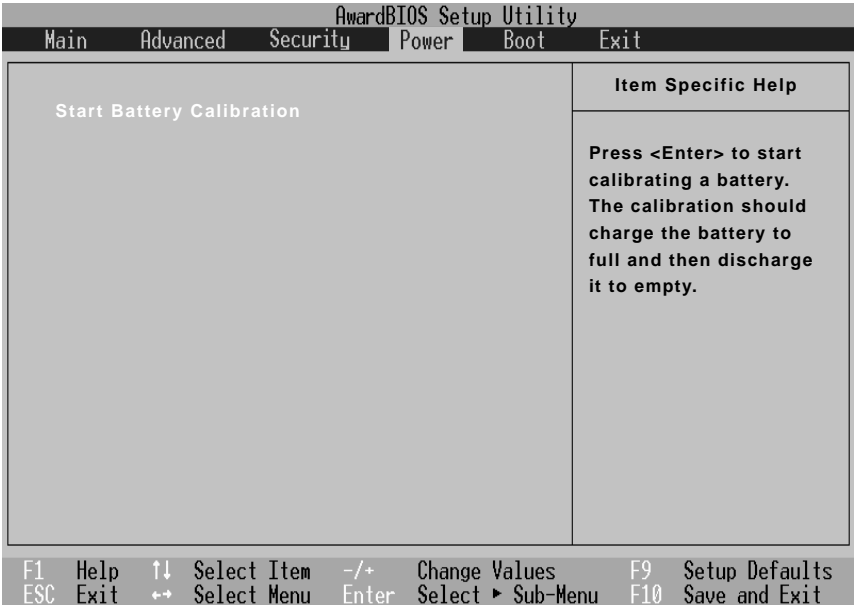 AwardBIOS Setup Utility
Main Advanced Security Power Boot Exit
Start Battery Calibration
Item Specific Help
Press <Enter> to start
calibrating a battery.
The calibration should
charge the battery to
full and then discharge
it to empty.
F1 Help ↑↓ Select Item -/+ Change Values F9 Setup Defaults
ESC Exit ←→ Select Menu Enter Select ▶ Sub-Menu F10 Save and Exit